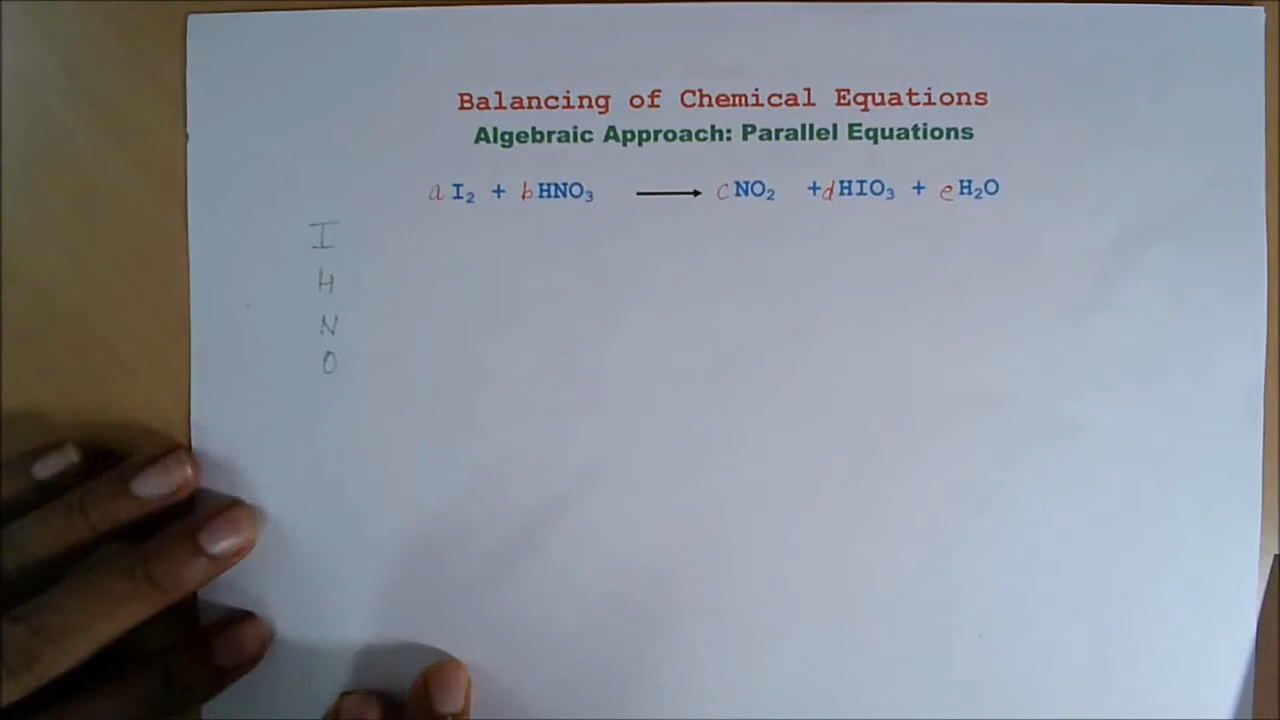 Balancing of Chemical Equations
Algebraic Approach: Parallel Equations
a I₂ + b HNO₃ ⟶ c NO₂ + d HIO₃ + e H₂O
I
H
N
O